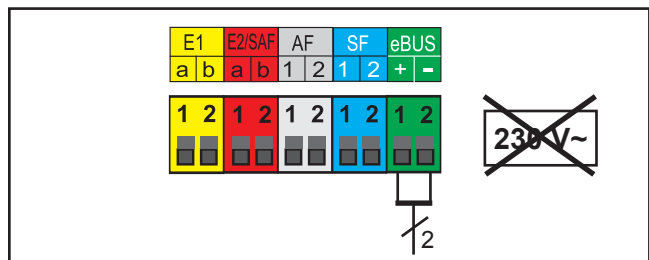 E1 E2/SAF AF SF eBUS
a b a b 1 2 1 2 + -
1 2 1 2 1 2 1 2 1 2
230 V~
2